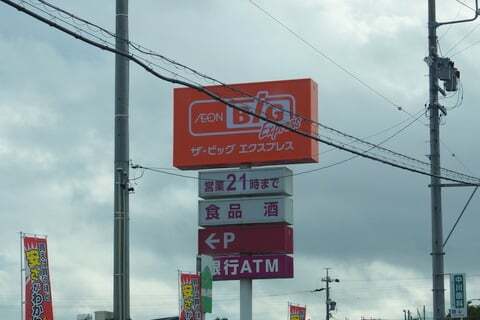 ÆON
BiG
Express
ザ・ビッグ エクスプレス
営業21時まで
食品 酒
←P
銀行ATM